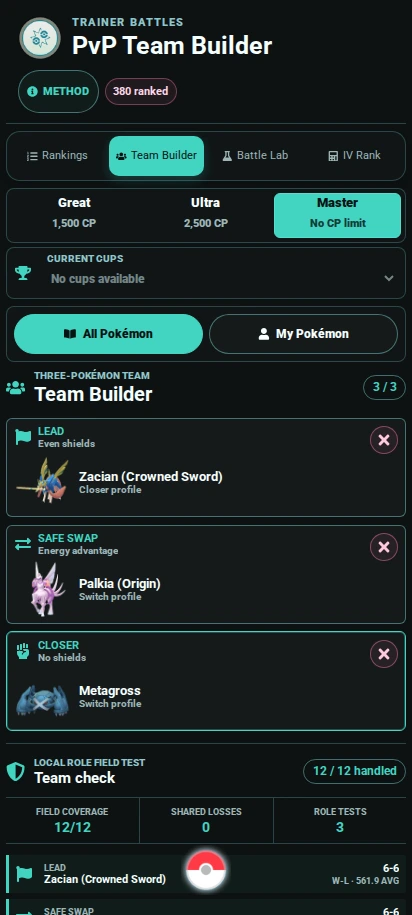 TRAINER BATTLES
PvP Team Builder
METHOD
380 ranked
Rankings
Team Builder
Battle Lab
IV Rank
Great
1,500 CP
Ultra
2,500 CP
Master
No CP limit
CURRENT CUPS
No cups available
All Pokémon
My Pokémon
THREE-POKÉMON TEAM
Team Builder
3 / 3
LEAD
Even shields
Zacian (Crowned Sword)
Closer profile
SAFE SWAP
Energy advantage
Palkia (Origin)
Switch profile
CLOSER
No shields
Metagross
Switch profile
LOCAL ROLE FIELD TEST
Team check
12 / 12 handled
FIELD COVERAGE
12/12
SHARED LOSSES
0
ROLE TESTS
3
LEAD
Zacian (Crowned Sword)
6-6
W-L · 561.9 AVG
SAFE SWAP
6-6